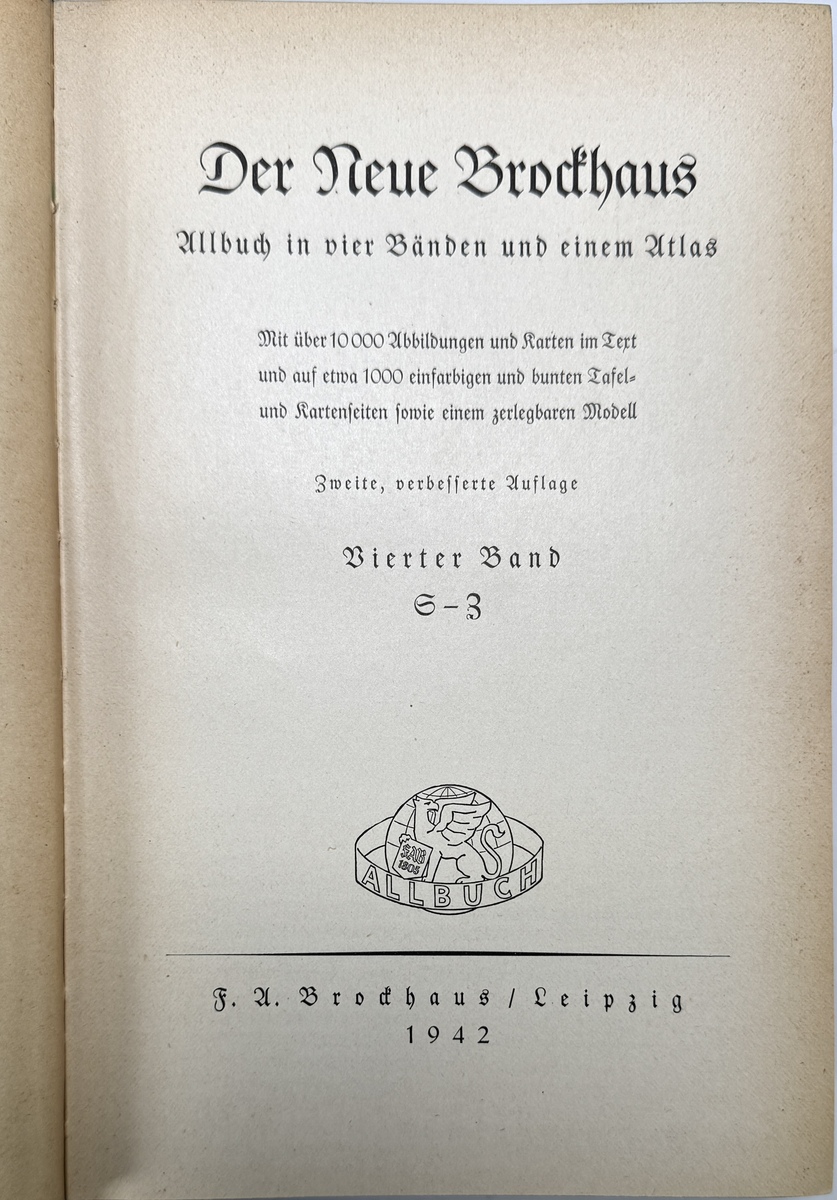 Der Neue Brockhaus
Allbuch in vier Bänden und einem Atlas
Mit über 10000 Abbildungen und Karten im Text
und auf etwa 1000 einfarbigen und bunten Tafel-
und Kartenseiten sowie einem zerlegbaren Modell
Zweite, verbesserte Auflage
Vierter Band
S – Z
FAB
1805
ALLBUCH
F. A. Brockhaus / Leipzig
1942